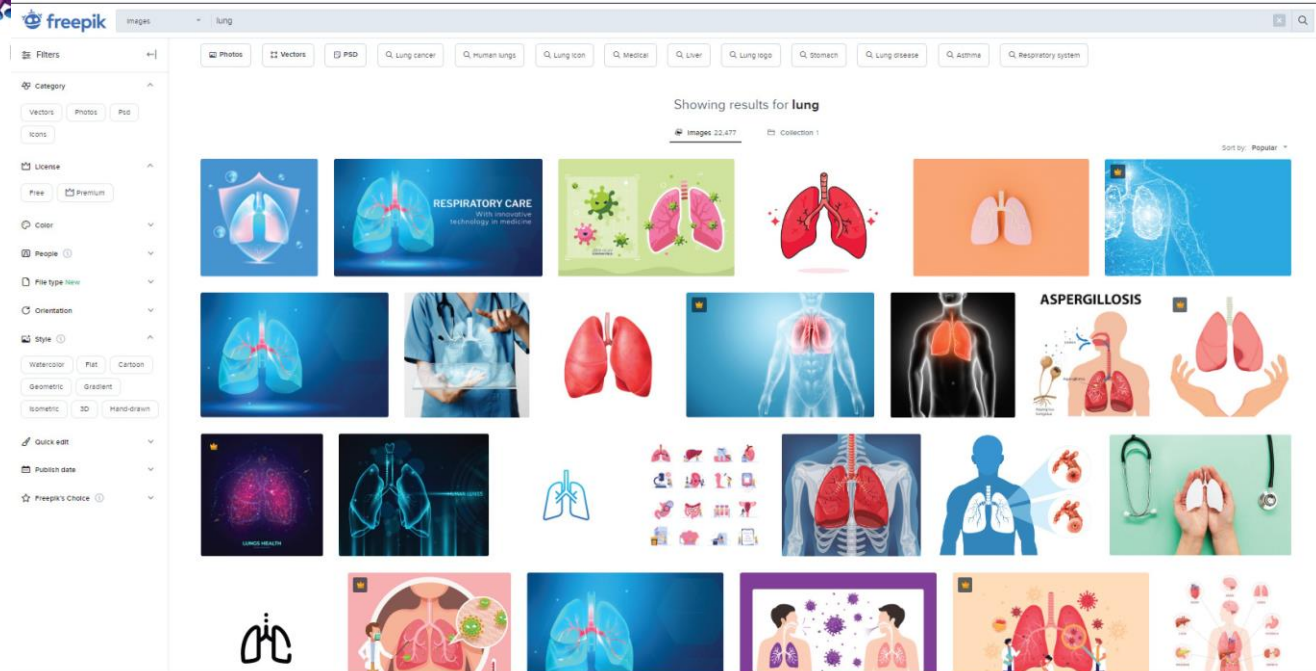 freepik Images lung
Filters
Photos Vectors PSD Lung cancer Human lungs Lung icon Medical Liver Lung logo Stomach Lung disease Asthma Respiratory system
Category
Vectors Photos Psd
Icons
License
Free Premium
Color
People
File type New
Orientation
Style
Watercolor Flat Cartoon
Geometric Gradient
Isometric 3D Hand-drawn
Quick edit
Publish date
Freepik's Choice
Showing results for lung
Images 22,477 Collection 1
Sort by: Popular
RESPIRATORY CARE
With innovative
technology in medicine
ASPERGILLOSIS
LUNGS HEALTH
HUMAN LUNGS